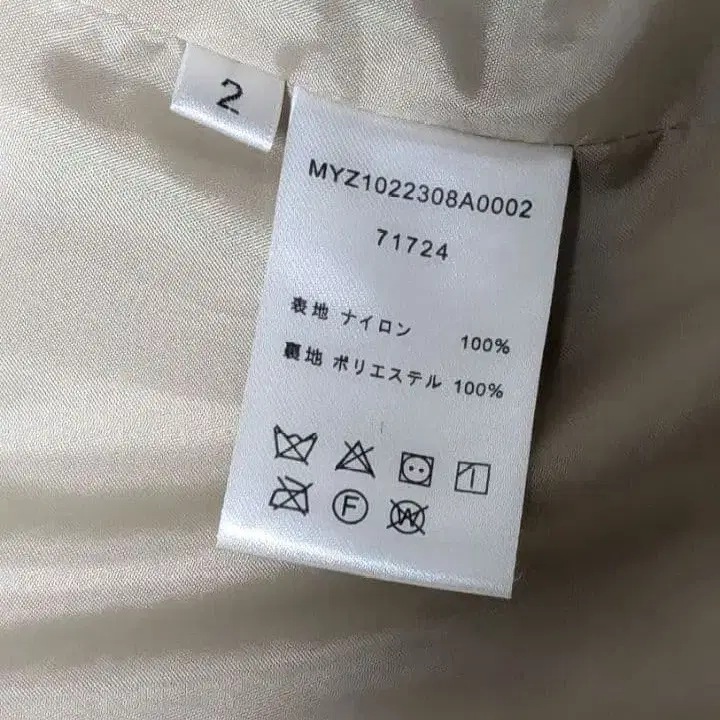 2
MYZ1022308A0002
71724
表地 ナイロン 100%
裏地 ポリエステル 100%
F W